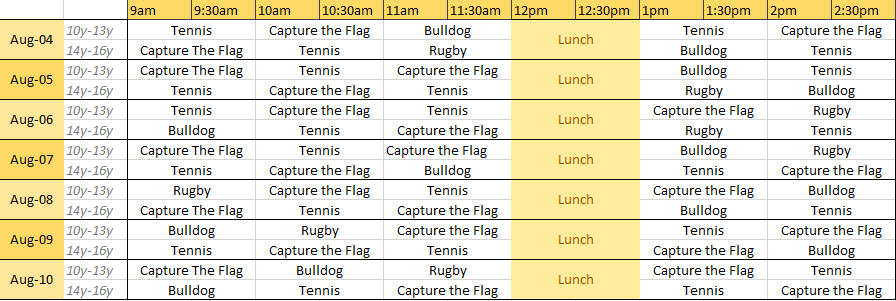 9am 9:30am 10am 10:30am 11am 11:30am 12pm 12:30pm 1pm 1:30pm 2pm 2:30pm
Aug-04 10y-13y Tennis Capture the Flag Bulldog Lunch Tennis Capture the Flag
14y-16y Capture The Flag Tennis Rugby Bulldog Tennis
Aug-05 10y-13y Capture The Flag Tennis Capture the Flag Lunch Bulldog Tennis
14y-16y Tennis Capture the Flag Tennis Rugby Bulldog
Aug-06 10y-13y Tennis Capture the Flag Tennis Lunch Capture the Flag Rugby
14y-16y Bulldog Tennis Capture the Flag Rugby Tennis
Aug-07 10y-13y Capture The Flag Tennis Capture the Flag Lunch Bulldog Rugby
14y-16y Tennis Capture the Flag Bulldog Tennis Capture the Flag
Aug-08 10y-13y Rugby Capture the Flag Tennis Lunch Capture the Flag Bulldog
14y-16y Capture The Flag Tennis Capture the Flag Bulldog Tennis
Aug-09 10y-13y Bulldog Rugby Capture the Flag Lunch Tennis Capture the Flag
14y-16y Tennis Capture the Flag Tennis Capture the Flag Bulldog
Aug-10 10y-13y Capture The Flag Bulldog Rugby Lunch Capture the Flag Tennis
14y-16y Bulldog Tennis Capture the Flag Tennis Capture the Flag